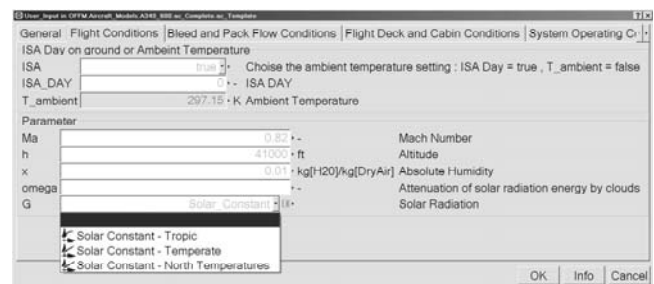 User_Input in OFFM.Aircraft_Models.A340_600.ac_Complete.ac_Template ? x
General Flight Conditions Bleed and Pack Flow Conditions Flight Deck and Cabin Conditions System Operating C
ISA Day on ground or Ambeint Temperature
ISA true Choise the ambient temperature setting : ISA Day = true , T_ambient = false
ISA_DAY 0 - ISA DAY
T_ambient 297.15 K Ambient Temperature
Parameter
Ma 0.82 - Mach Number
h 41000 ft Altitude
x 0.01 kg[H20]/kg[DryAir] Absolute Humidity
omega - Attenuation of solar radiation energy by clouds
G Solar_Constant Solar Radiation
Solar Constant - Tropic
Solar Constant - Temperate
Solar Constant - North Temperatures
OK Info Cancel